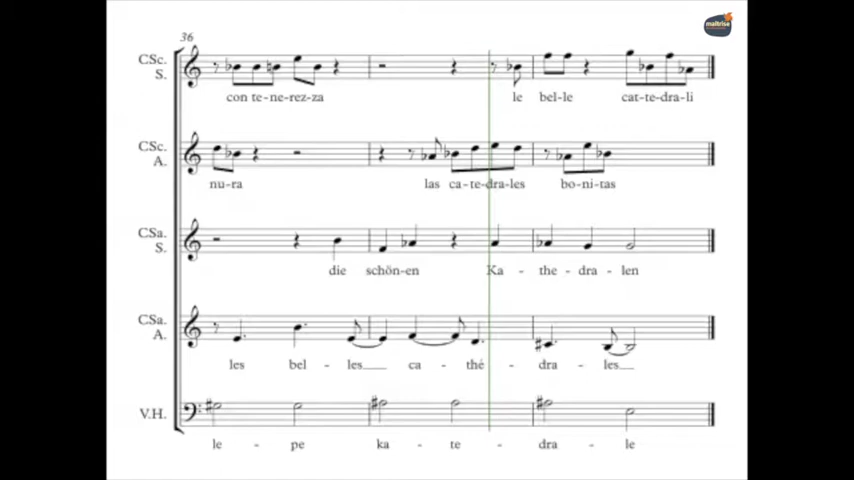 maîtrise
36
CSc. S.
con te-ne-rez-za le bel-le cat-te-dra-li
CSc. A.
nu-ra las ca-te-dra-les bo-ni-tas
CSa. S.
die schön-en Ka - the - dra - len
CSa. A.
les bel - les ca - thé - dra - les
V.H.
le - pe ka - te - dra - le